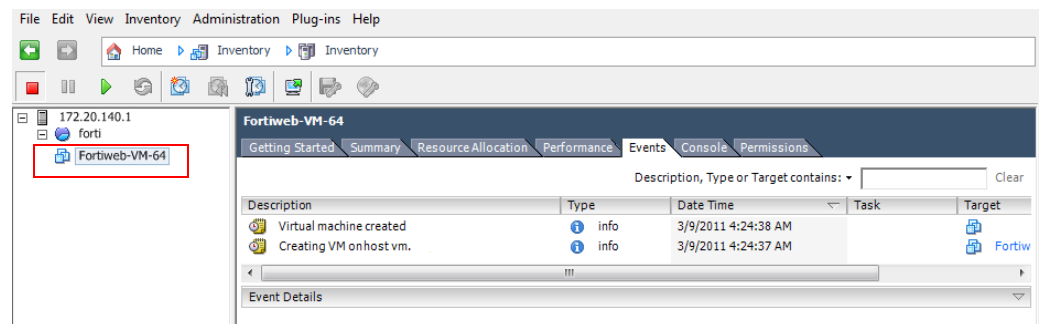 File Edit View Inventory Administration Plug-ins Help
Home Inventory Inventory
172.20.140.1
forti
Fortiweb-VM-64
Fortiweb-VM-64
Getting Started Summary Resource Allocation Performance Events Console Permissions
Description, Type or Target contains: Clear
Description Type Date Time Task Target
Virtual machine created info 3/9/2011 4:24:38 AM
Creating VM on host vm. info 3/9/2011 4:24:37 AM Fortiw
Event Details